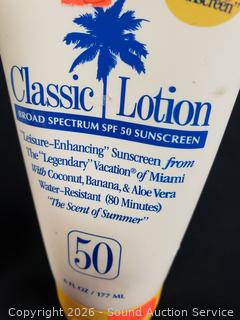 Sunscreen"
Classic Lotion
BROAD SPECTRUM SPF 50 SUNSCREEN
"Leisure-Enhancing" Sunscreen from
The "Legendary" Vacation® of Miami
With Coconut, Banana, & Aloe Vera
Water-Resistant (80 Minutes)
"The Scent of Summer"
50
6 FL OZ / 177 ML
Copyright 2026 - Sound Auction Service